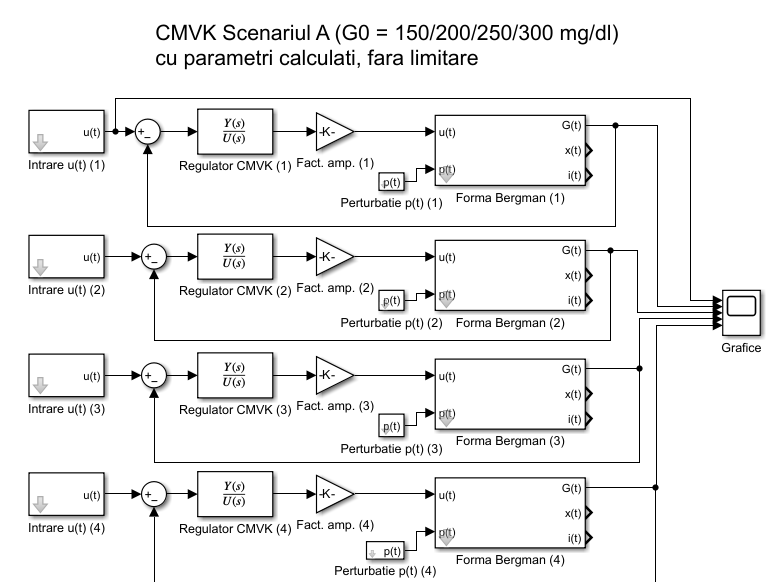 CMVK Scenariul A (G0 = 150/200/250/300 mg/dl)
cu parametri calculati, fara limitare
u(t)
Intrare u(t) (1)
+
_
Y(s)
U(s)
Regulator CMVK (1)
-K-
Fact. amp. (1)
p(t)
Perturbatie p(t) (1)
u(t)
p(t)
G(t)
x(t)
i(t)
Forma Bergman (1)
u(t)
Intrare u(t) (2)
+
_
Y(s)
U(s)
Regulator CMVK (2)
-K-
Fact. amp. (2)
p(t)
Perturbatie p(t) (2)
u(t)
p(t)
G(t)
x(t)
i(t)
Forma Bergman (2)
Grafice
u(t)
Intrare u(t) (3)
+
_
Y(s)
U(s)
Regulator CMVK (3)
-K-
Fact. amp. (3)
p(t)
Perturbatie p(t) (3)
u(t)
p(t)
G(t)
x(t)
i(t)
Forma Bergman (3)
u(t)
Intrare u(t) (4)
+
_
Y(s)
U(s)
Regulator CMVK (4)
-K-
Fact. amp. (4)
p(t)
Perturbatie p(t) (4)
u(t)
p(t)
G(t)
x(t)
i(t)
Forma Bergman (4)